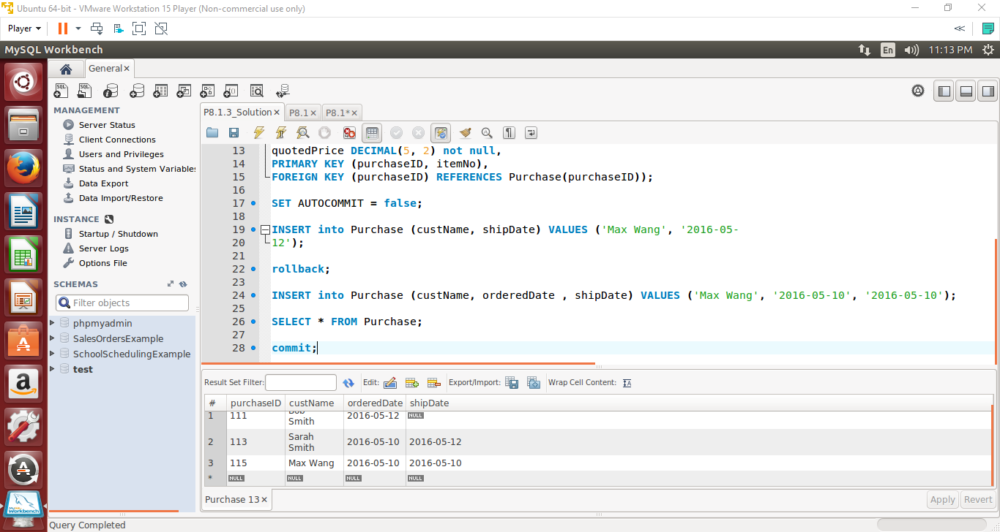 Ubuntu 64-bit - VMware Workstation 15 Player (Non-commercial use only)
Player
MySQL Workbench
En
11:13 PM
General
SQL
SQL
MANAGEMENT
Server Status
Client Connections
Users and Privileges
Status and System Variables
Data Export
Data Import/Restore
INSTANCE
Startup / Shutdown
Server Logs
Options File
SCHEMAS
Filter objects
phpmyadmin
SalesOrdersExample
SchoolSchedulingExample
test
P8.1.3_Solution
P8.1
P8.1*
13 quotedPrice DECIMAL(5, 2) not null,
14 PRIMARY KEY (purchaseID, itemNo),
15 FOREIGN KEY (purchaseID) REFERENCES Purchase(purchaseID));
16
17 SET AUTOCOMMIT = false;
18
19 INSERT into Purchase (custName, shipDate) VALUES ('Max Wang', '2016-05-
20 12');
21
22 rollback;
23
24 INSERT into Purchase (custName, orderedDate , shipDate) VALUES ('Max Wang', '2016-05-10', '2016-05-10');
25
26 SELECT * FROM Purchase;
27
28 commit;
Result Set Filter:
Edit:
Export/Import:
Wrap Cell Content:
# purchaseID custName orderedDate shipDate
1 111 Bob Smith 2016-05-12 NULL
2 113 Sarah Smith 2016-05-10 2016-05-12
3 115 Max Wang 2016-05-10 2016-05-10
* NULL NULL NULL NULL
Purchase 13
Apply
Revert
Workbench
Query Completed